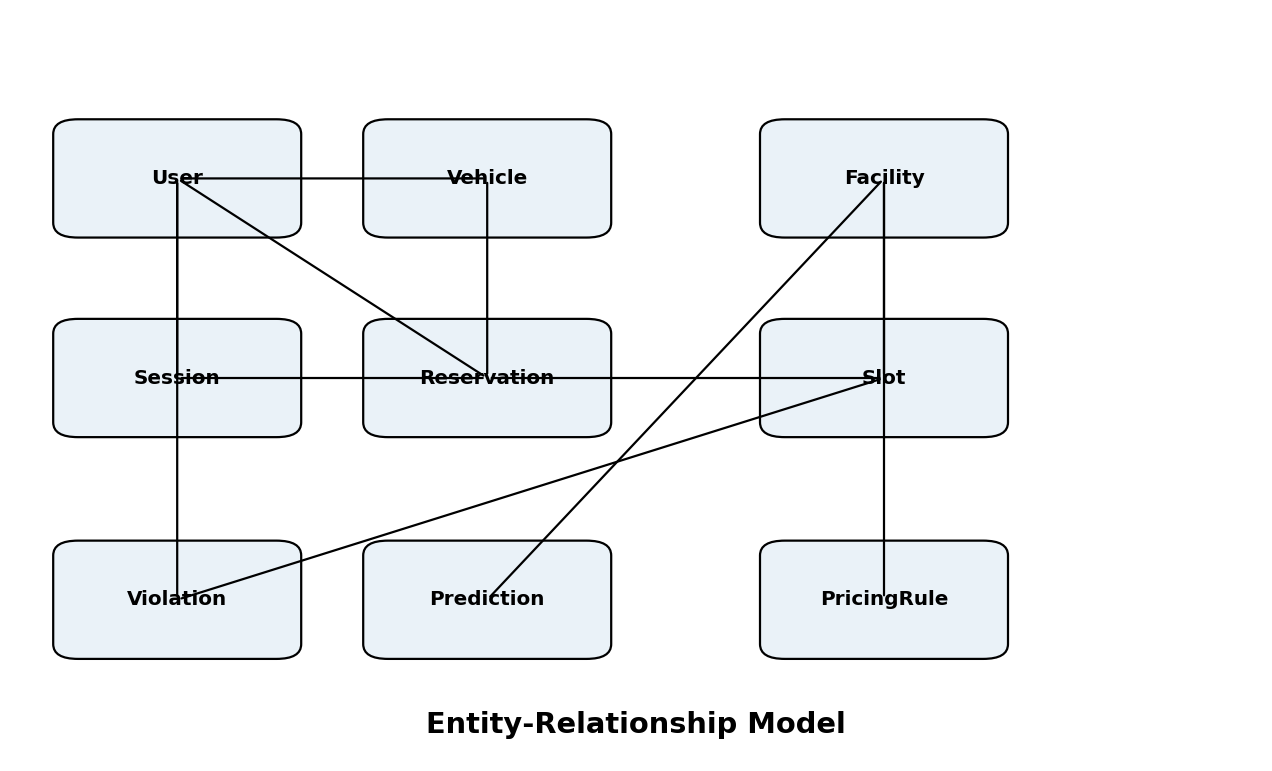 User
Vehicle
Facility
Session
Reservation
Slot
Violation
Prediction
PricingRule
Entity-Relationship Model